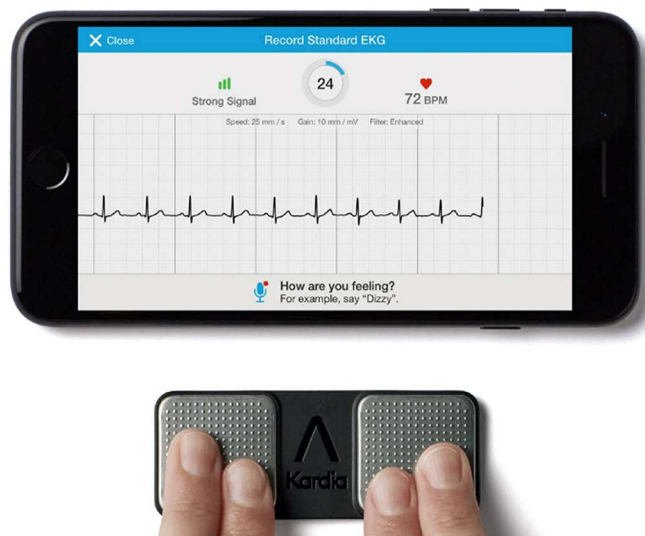 X Close
Record Standard EKG
24
Strong Signal
72 BPM
Speed: 25 mm / s Gain: 10 mm / mV Filter: Enhanced
How are you feeling?
For example, say “Dizzy”.
Kardia